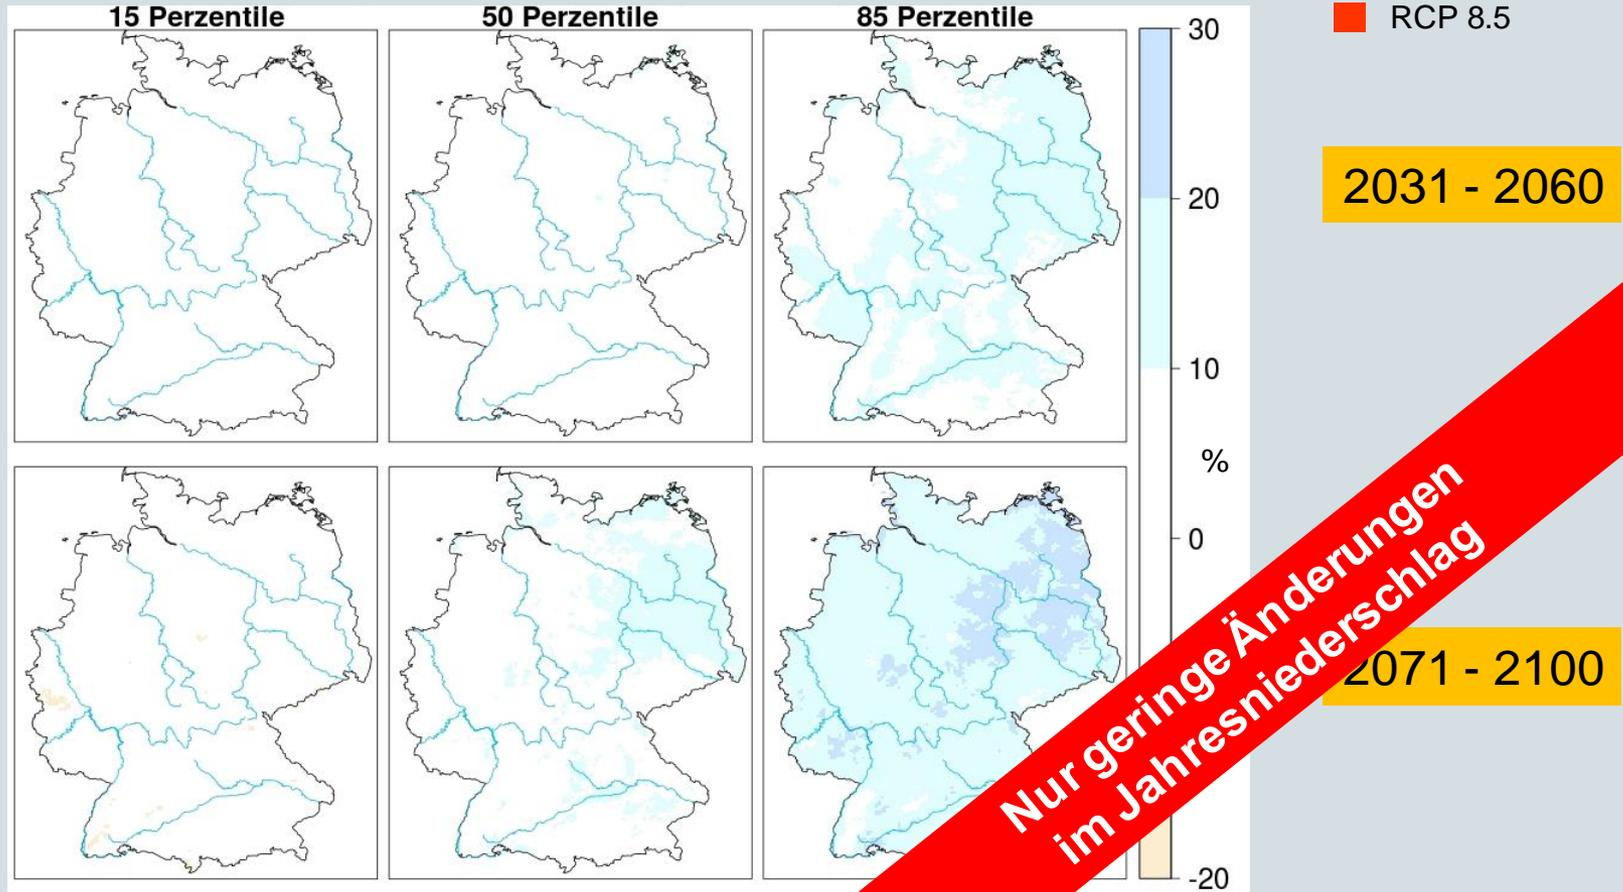 15 Perzentile
50 Perzentile
85 Perzentile
30
20
10
%
0
-20
RCP 8.5
2031 - 2060
2071 - 2100
Nur geringe Änderungen
im Jahresniederschlag